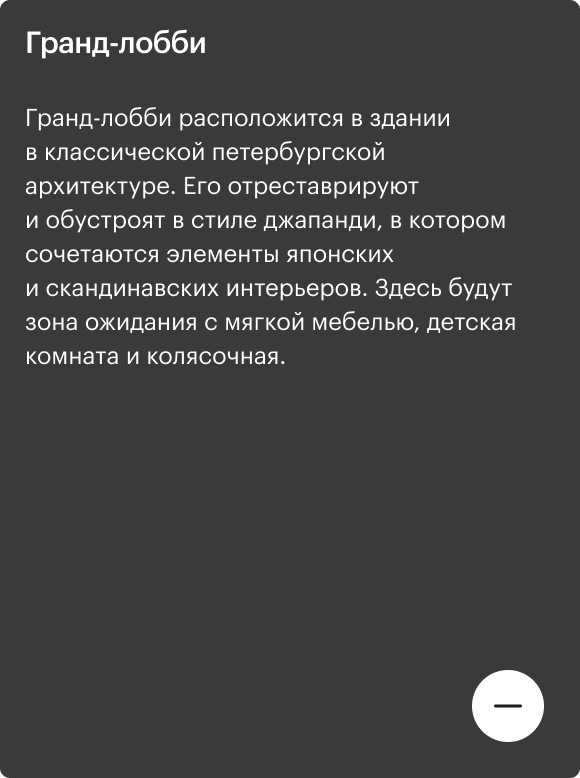 Гранд-лобби
Гранд-лобби расположится в здании
в классической петербургской
архитектуре. Его отреставрируют
и обустроят в стиле джапанди, в котором
сочетаются элементы японских
и скандинавских интерьеров. Здесь будут
зона ожидания с мягкой мебелью, детская
комната и колясочная.